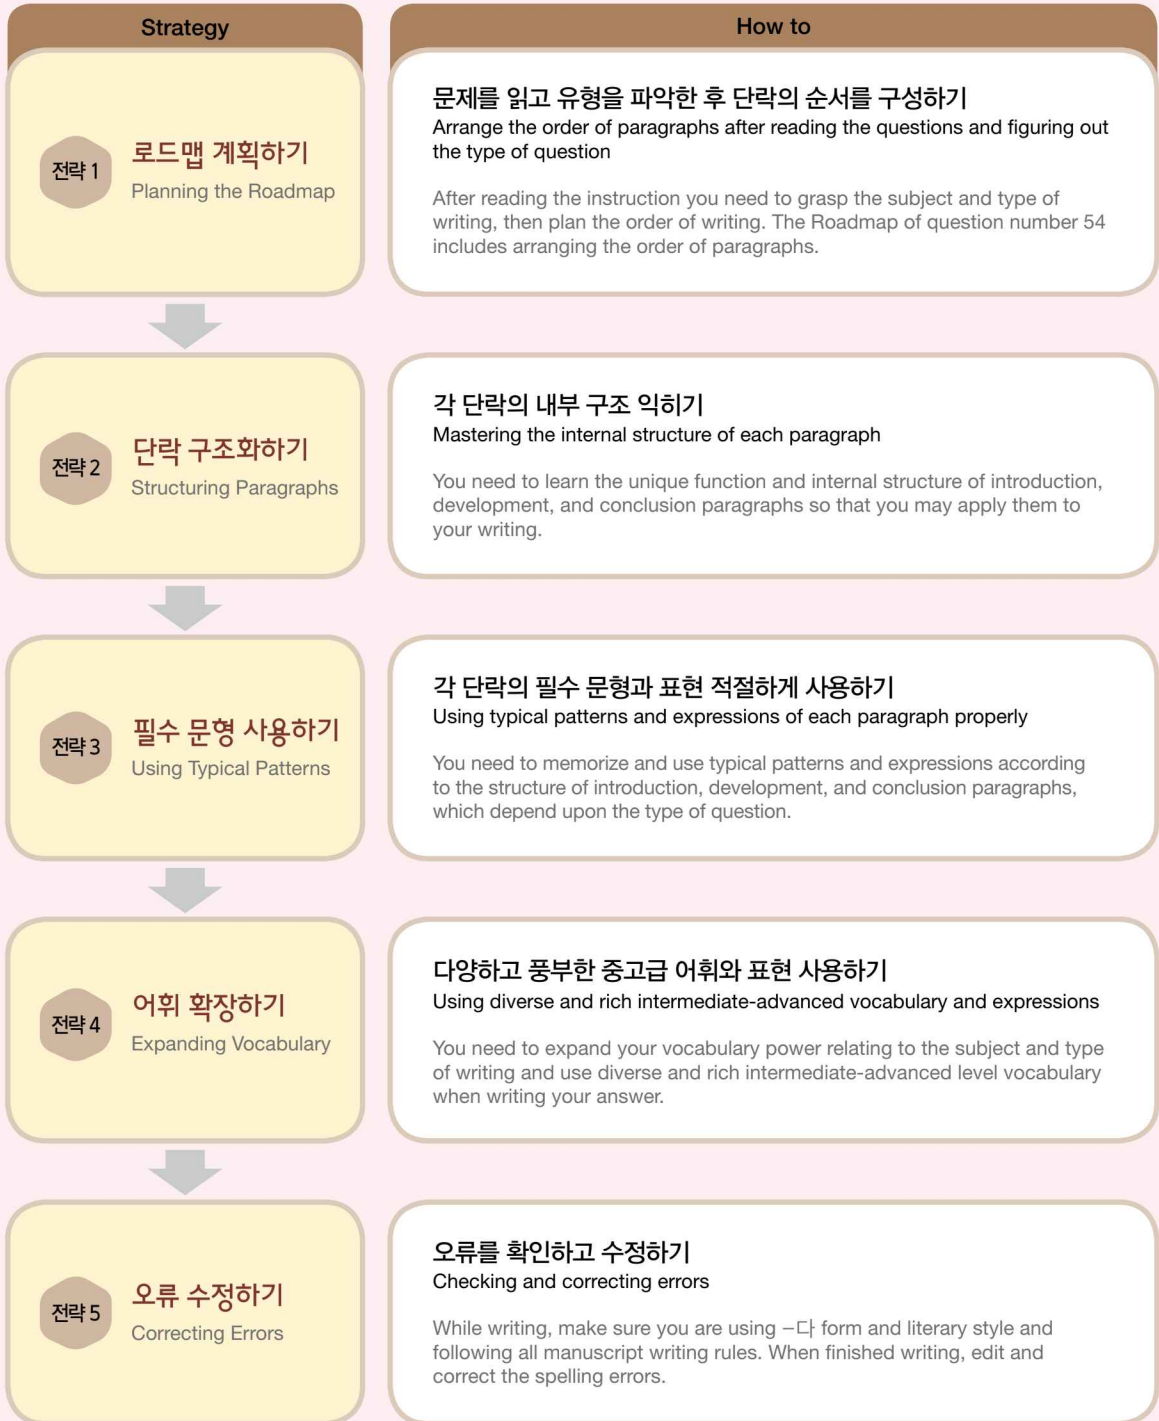 Strategy
How to
전략 1
로드맵 계획하기
Planning the Roadmap
문제를 읽고 유형을 파악한 후 단락의 순서를 구성하기
Arrange the order of paragraphs after reading the questions and figuring out
the type of question
After reading the instruction you need to grasp the subject and type of
writing, then plan the order of writing. The Roadmap of question number 54
includes arranging the order of paragraphs.
전략 2
단락 구조화하기
Structuring Paragraphs
각 단락의 내부 구조 익히기
Mastering the internal structure of each paragraph
You need to learn the unique function and internal structure of introduction,
development, and conclusion paragraphs so that you may apply them to
your writing.
전략 3
필수 문형 사용하기
Using Typical Patterns
각 단락의 필수 문형과 표현 적절하게 사용하기
Using typical patterns and expressions of each paragraph properly
You need to memorize and use typical patterns and expressions according
to the structure of introduction, development, and conclusion paragraphs,
which depend upon the type of question.
전략 4
어휘 확장하기
Expanding Vocabulary
다양하고 풍부한 중고급 어휘와 표현 사용하기
Using diverse and rich intermediate-advanced vocabulary and expressions
You need to expand your vocabulary power relating to the subject and type
of writing and use diverse and rich intermediate-advanced level vocabulary
when writing your answer.
전략 5
오류 수정하기
Correcting Errors
오류를 확인하고 수정하기
Checking and correcting errors
While writing, make sure you are using –다 form and literary style and
following all manuscript writing rules. When finished writing, edit and
correct the spelling errors.